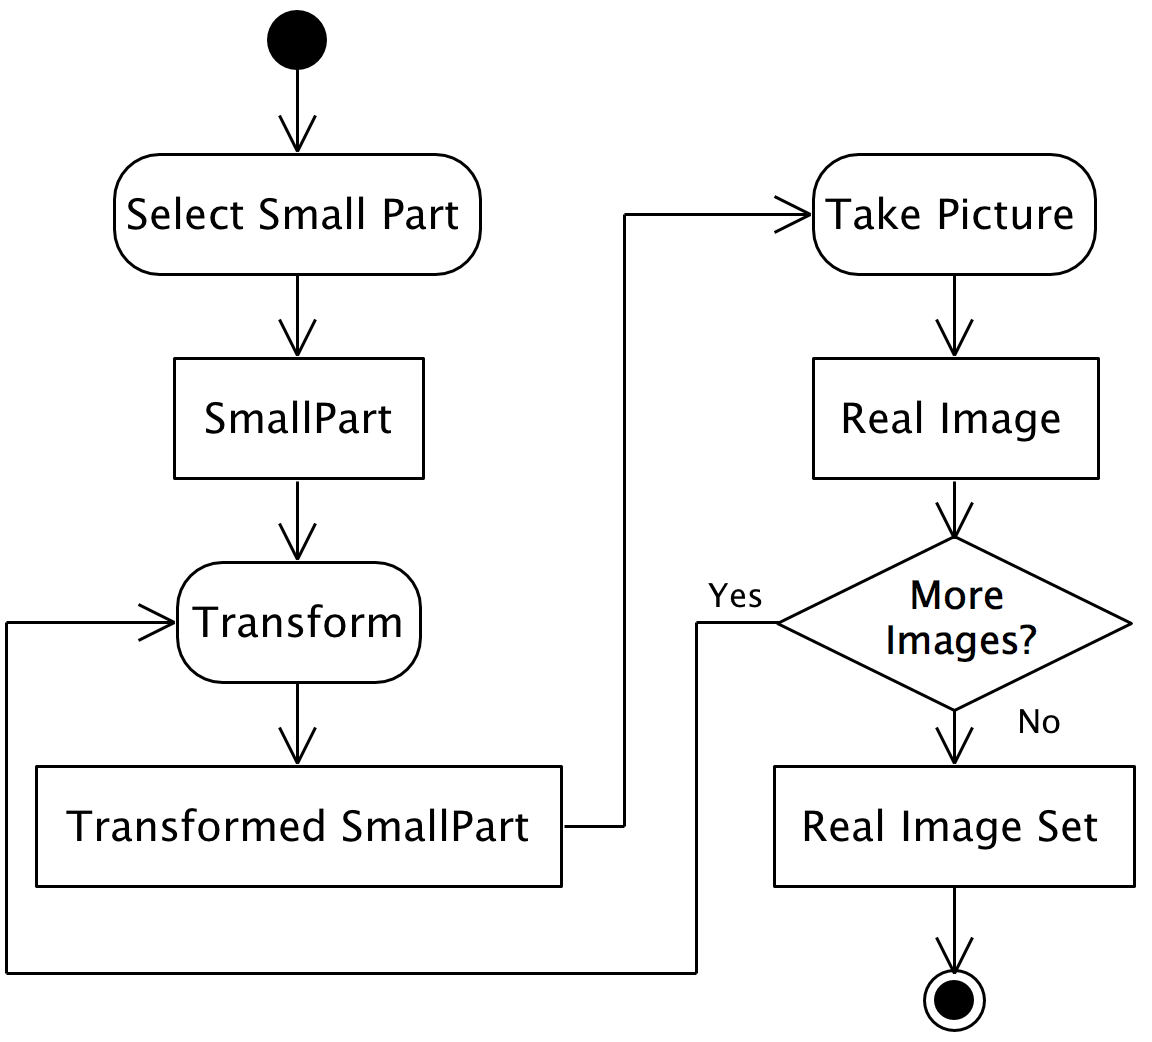 Select Small Part
SmallPart
Transform
Transformed SmallPart
Take Picture
Real Image
More
Images?
Yes
No
Real Image Set